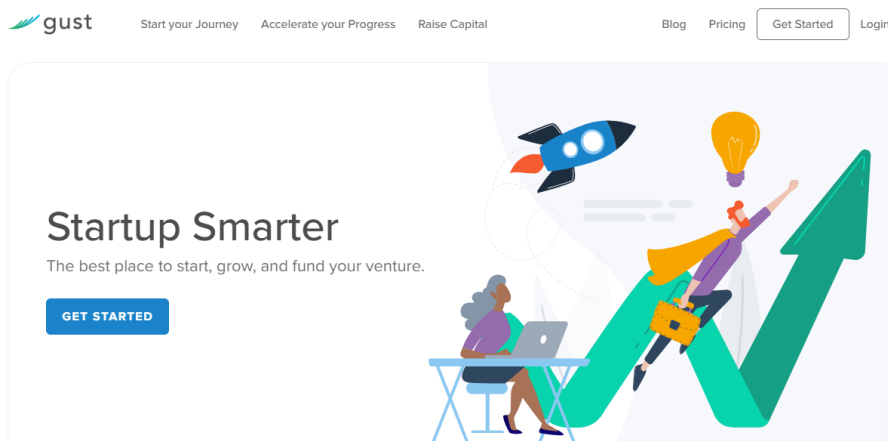 gust
Start your Journey
Accelerate your Progress
Raise Capital
Blog
Pricing
Get Started
Login
Startup Smarter
The best place to start, grow, and fund your venture.
GET STARTED